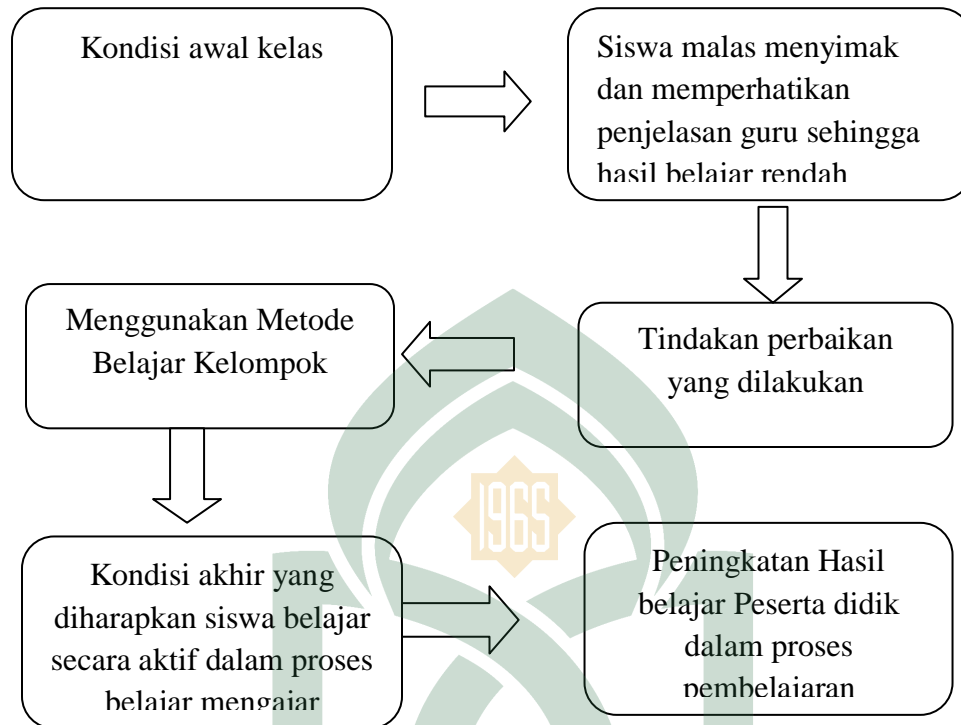 Kondisi awal kelas
Siswa malas menyimak
dan memperhatikan
penjelasan guru sehingga
hasil belajar rendah
Menggunakan Metode
Belajar Kelompok
Tindakan perbaikan
yang dilakukan
1965
Kondisi akhir yang
diharapkan siswa belajar
secara aktif dalam proses
belajar mengajar
Peningkatan Hasil
belajar Peserta didik
dalam proses
pembelajaran